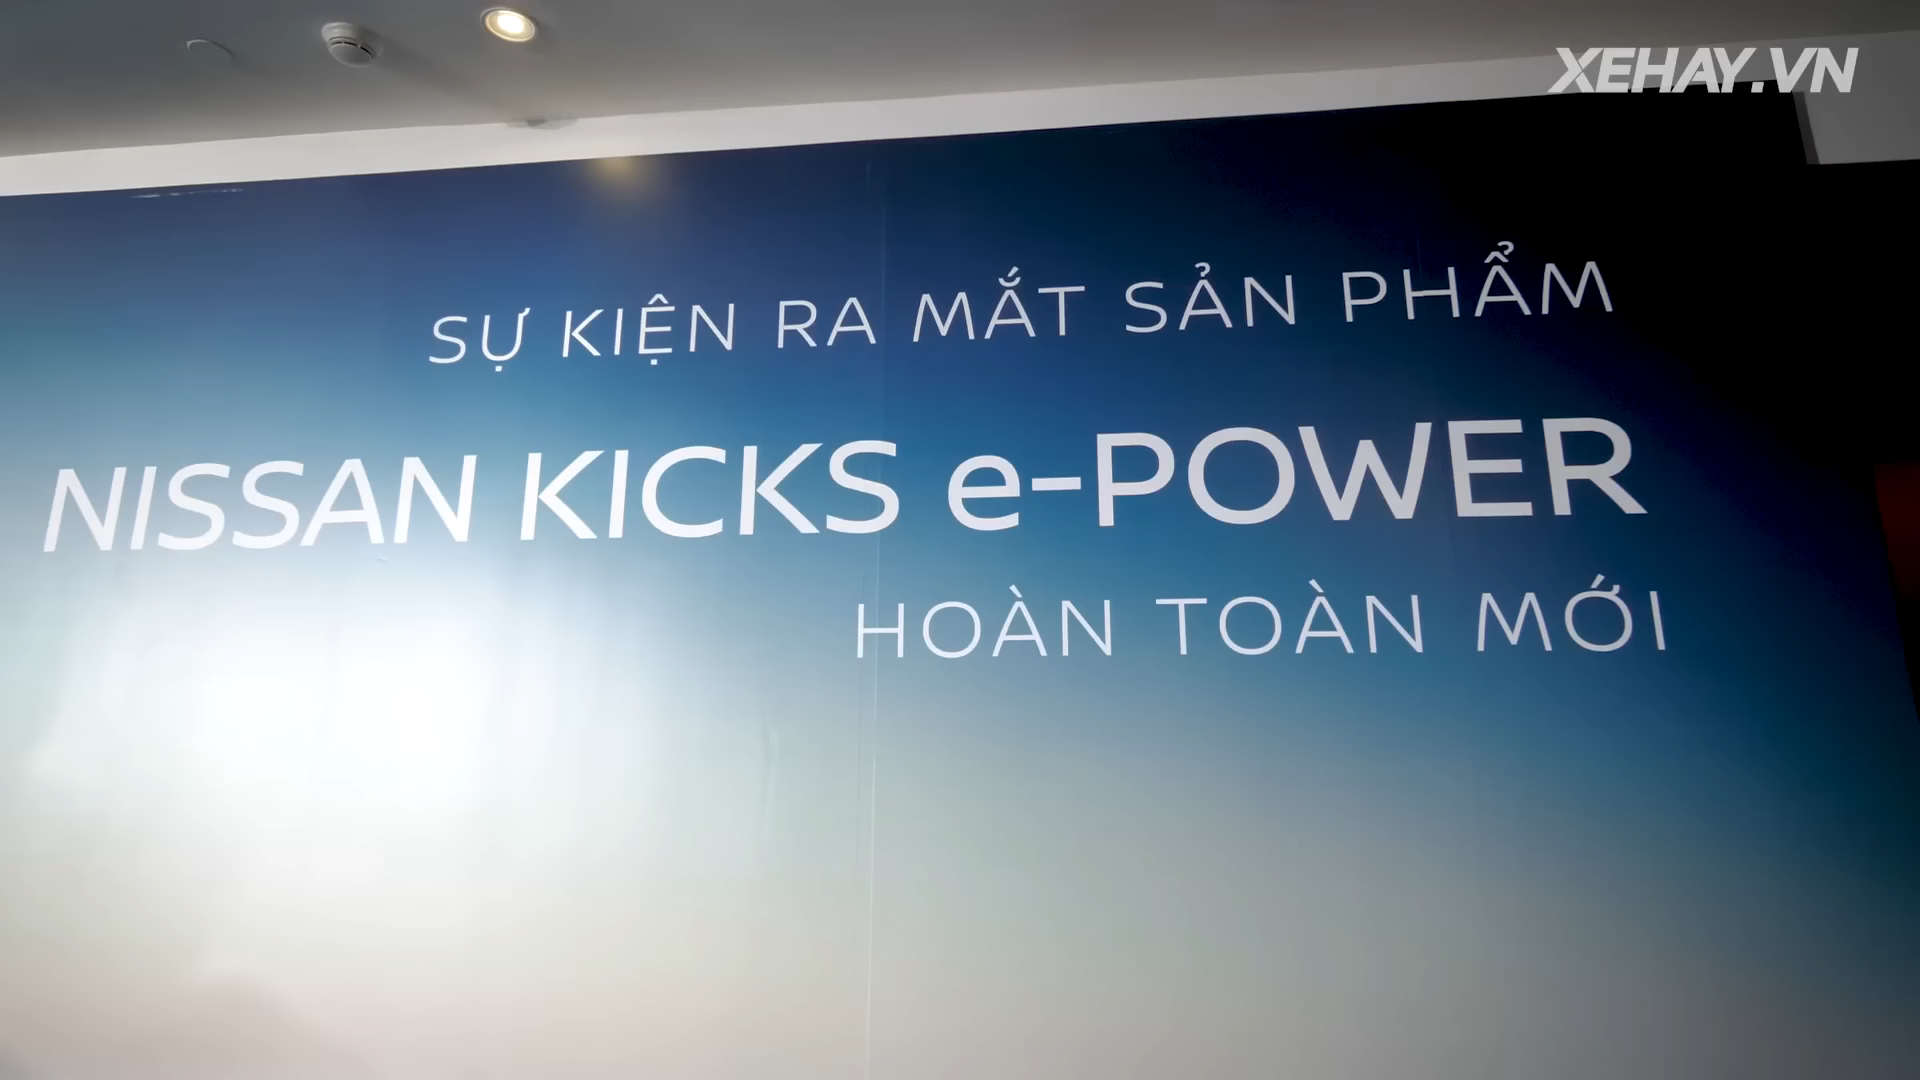 XEHAY.VN
SỰ KIỆN RA MẮT SẢN PHẨM
NISSAN KICKS e-POWER
HOÀN TOÀN MỚI